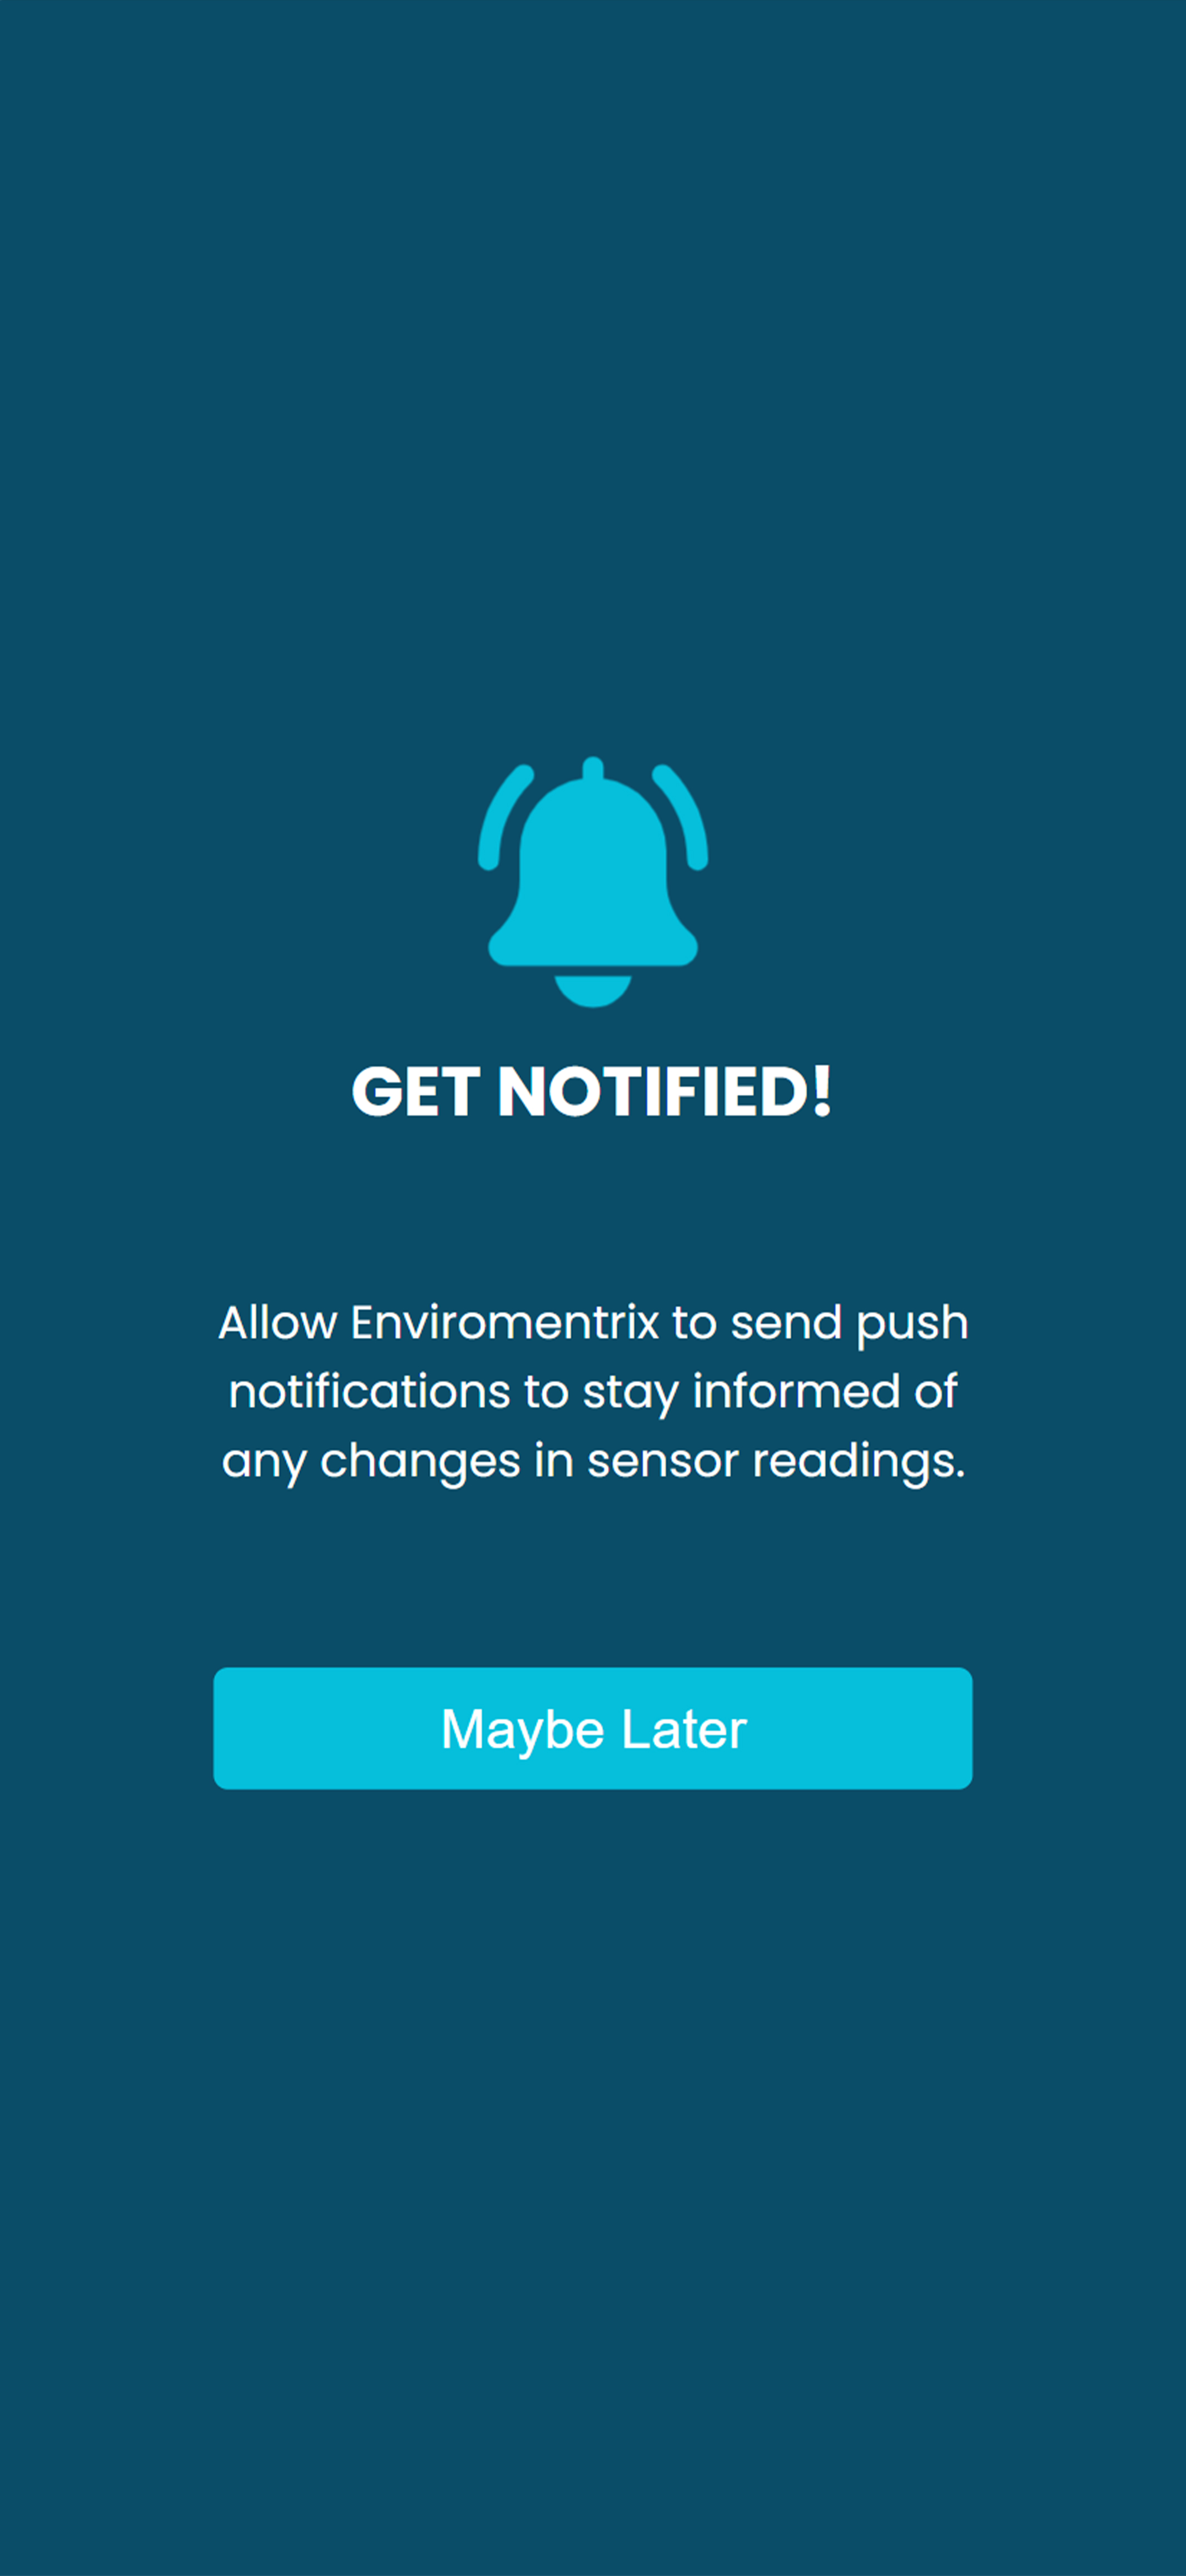 GET NOTIFIED!
Allow Enviromentrix to send push
notifications to stay informed of
any changes in sensor readings.
Maybe Later